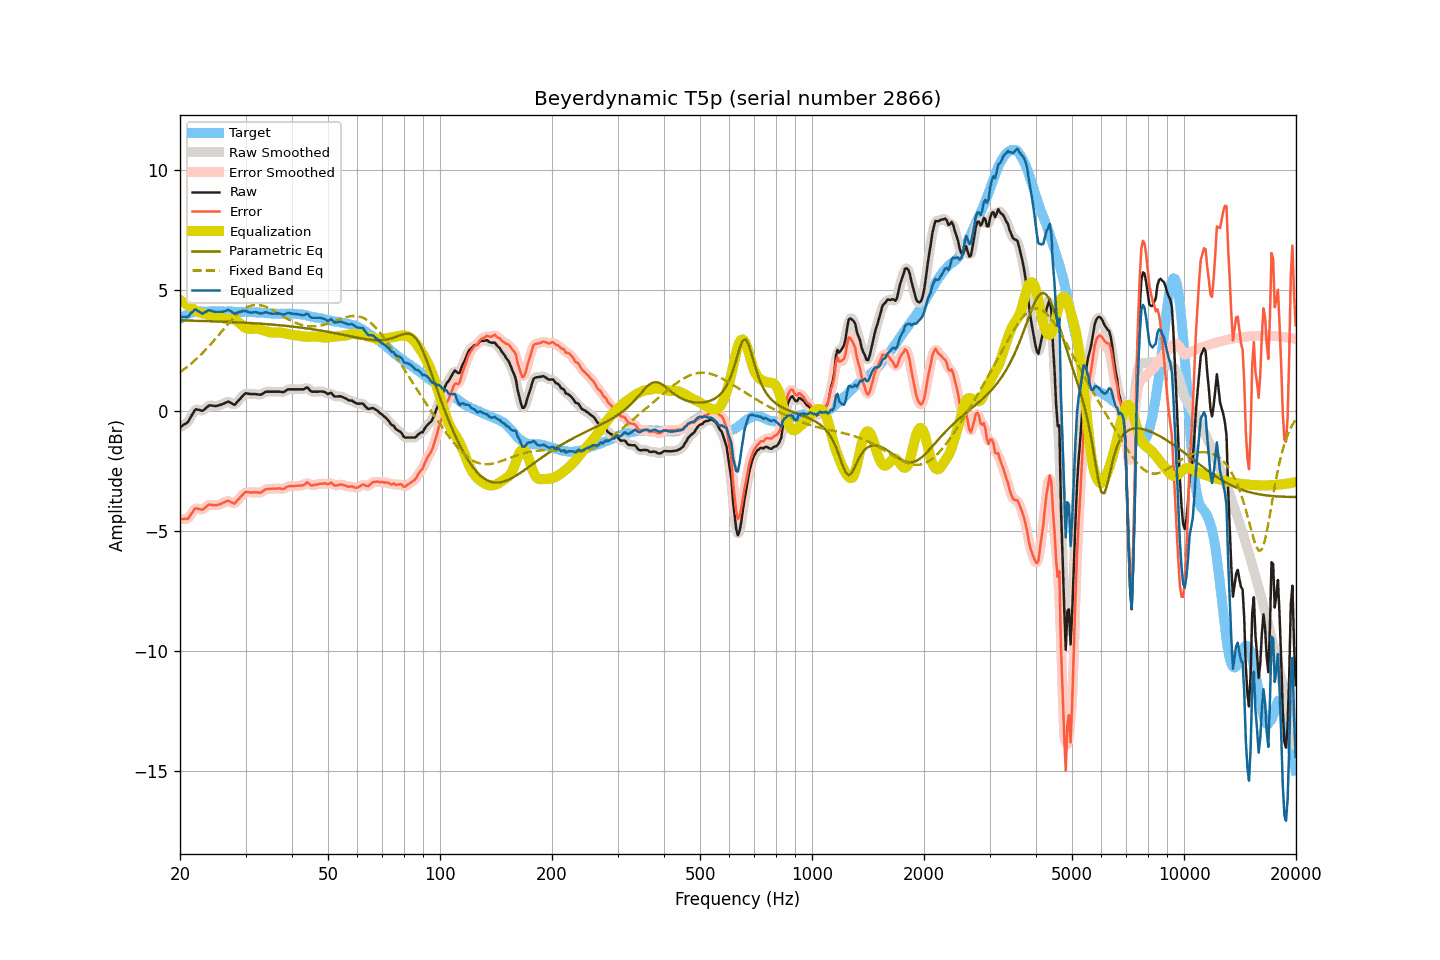 Beyerdynamic T5p (serial number 2866)
Target
Raw Smoothed
Error Smoothed
Raw
Error
Equalization
Parametric Eq
Fixed Band Eq
Equalized
10
5
0
−5
−10
−15
Amplitude (dBr)
20 50 100 200 500 1000 2000 5000 10000 20000
Frequency (Hz)